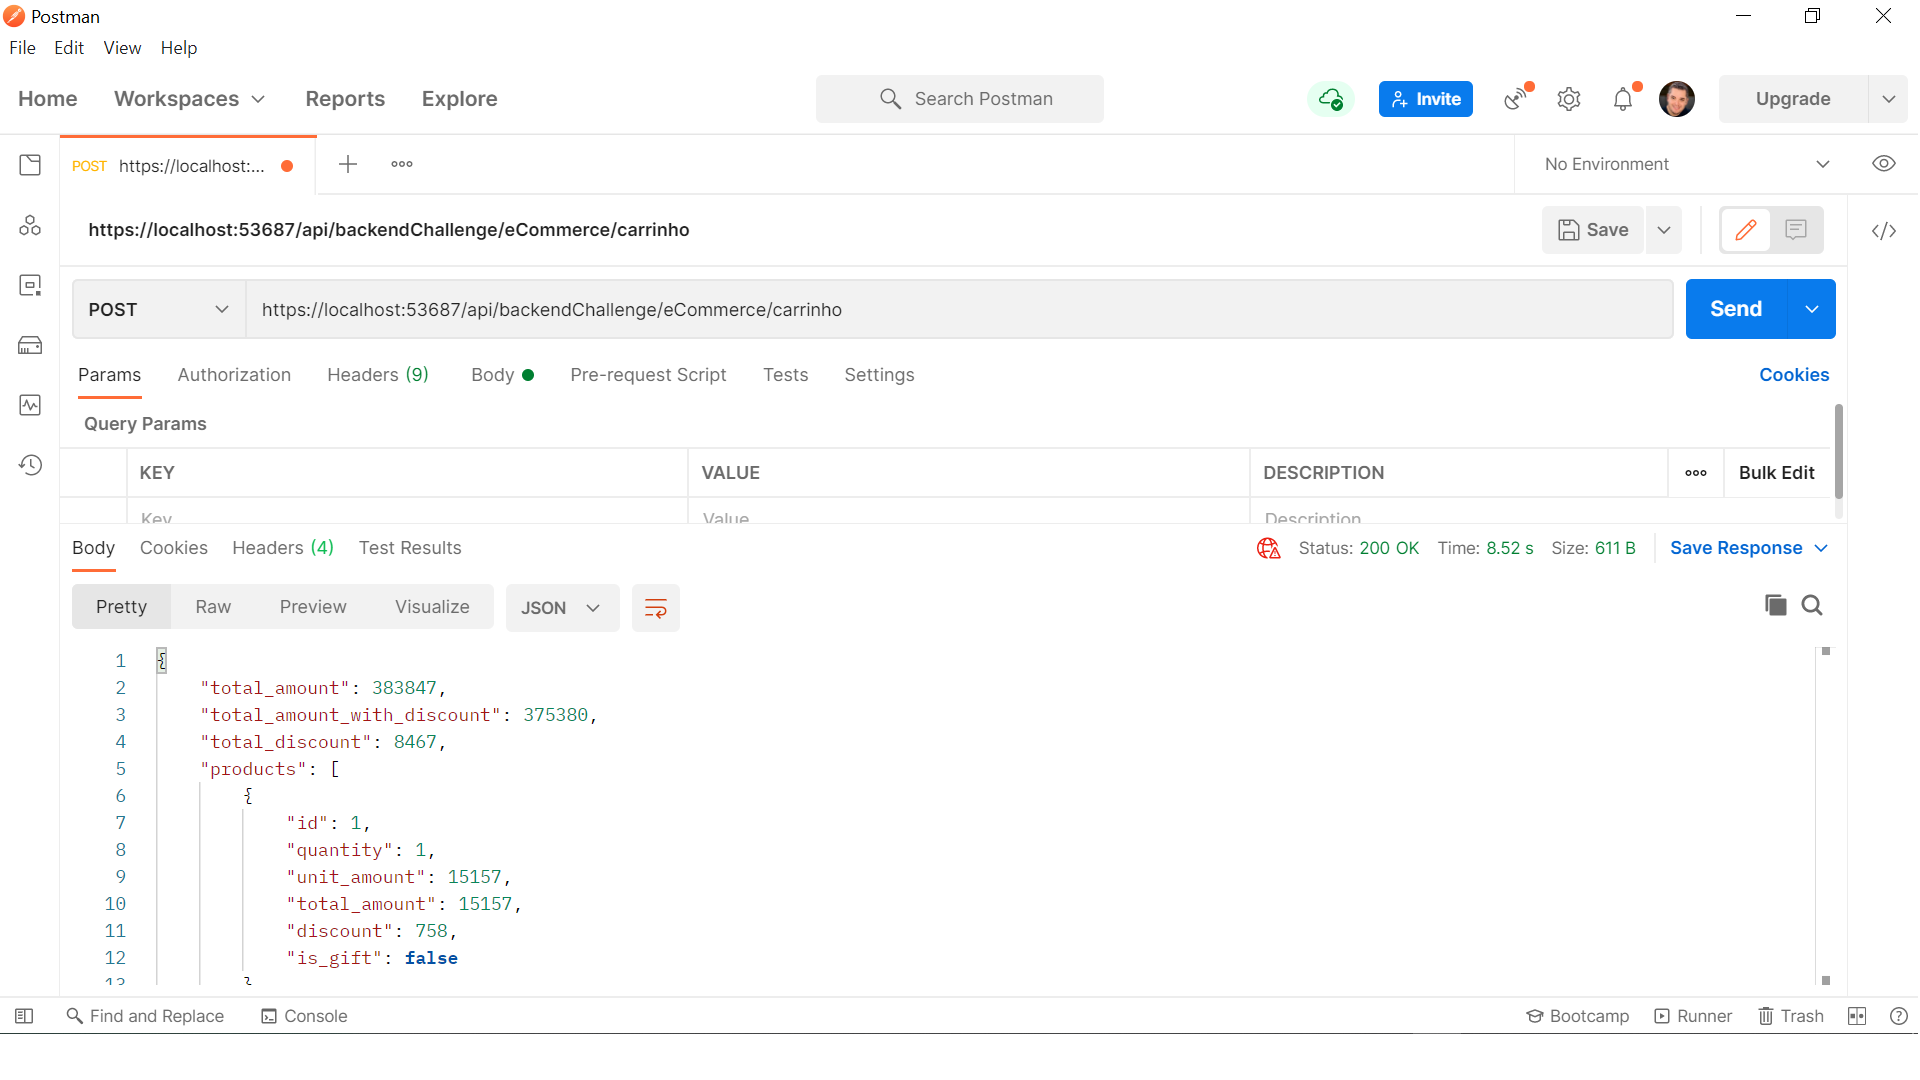 Postman
File Edit View Help
Home Workspaces Reports Explore Search Postman Invite Upgrade
POST https://localhost:... No Environment
https://localhost:53687/api/backendChallenge/eCommerce/carrinho Save
POST https://localhost:53687/api/backendChallenge/eCommerce/carrinho Send
Params Authorization Headers (9) Body Pre-request Script Tests Settings Cookies
Query Params
KEY VALUE DESCRIPTION Bulk Edit
Key Value Description
Body Cookies Headers (4) Test Results Status: 200 OK Time: 8.52 s Size: 611 B Save Response
Pretty Raw Preview Visualize JSON
1 {
2 "total_amount": 383847,
3 "total_amount_with_discount": 375380,
4 "total_discount": 8467,
5 "products": [
6 {
7 "id": 1,
8 "quantity": 1,
9 "unit_amount": 15157,
10 "total_amount": 15157,
11 "discount": 758,
12 "is_gift": false
13 }
Find and Replace Console Bootcamp Runner Trash